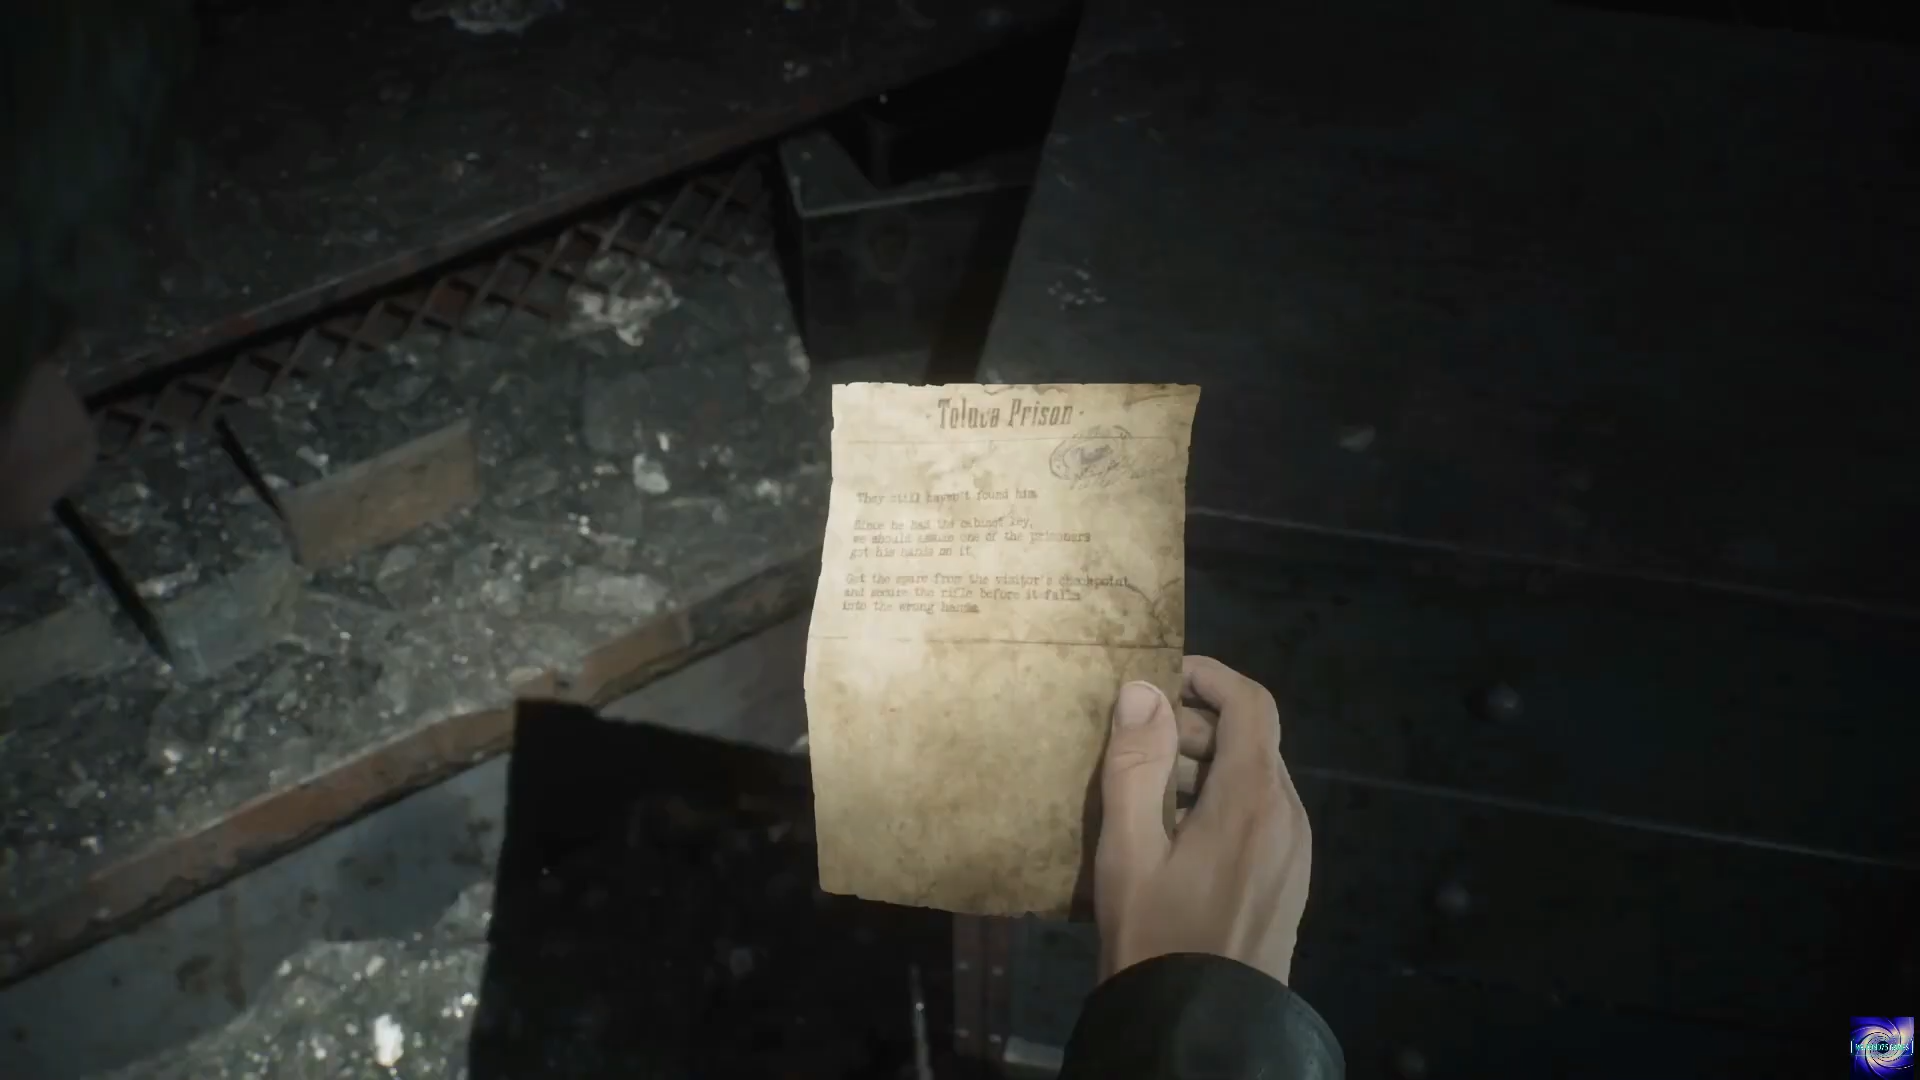 · Toluca Prison ·
They still haven't found him.
Since he had the cabinet key,
we should assume one of the prisoners
got his hands on it.
Get the spare from the visitor's checkpoint
and secure the rifle before it falls
into the wrong hands.